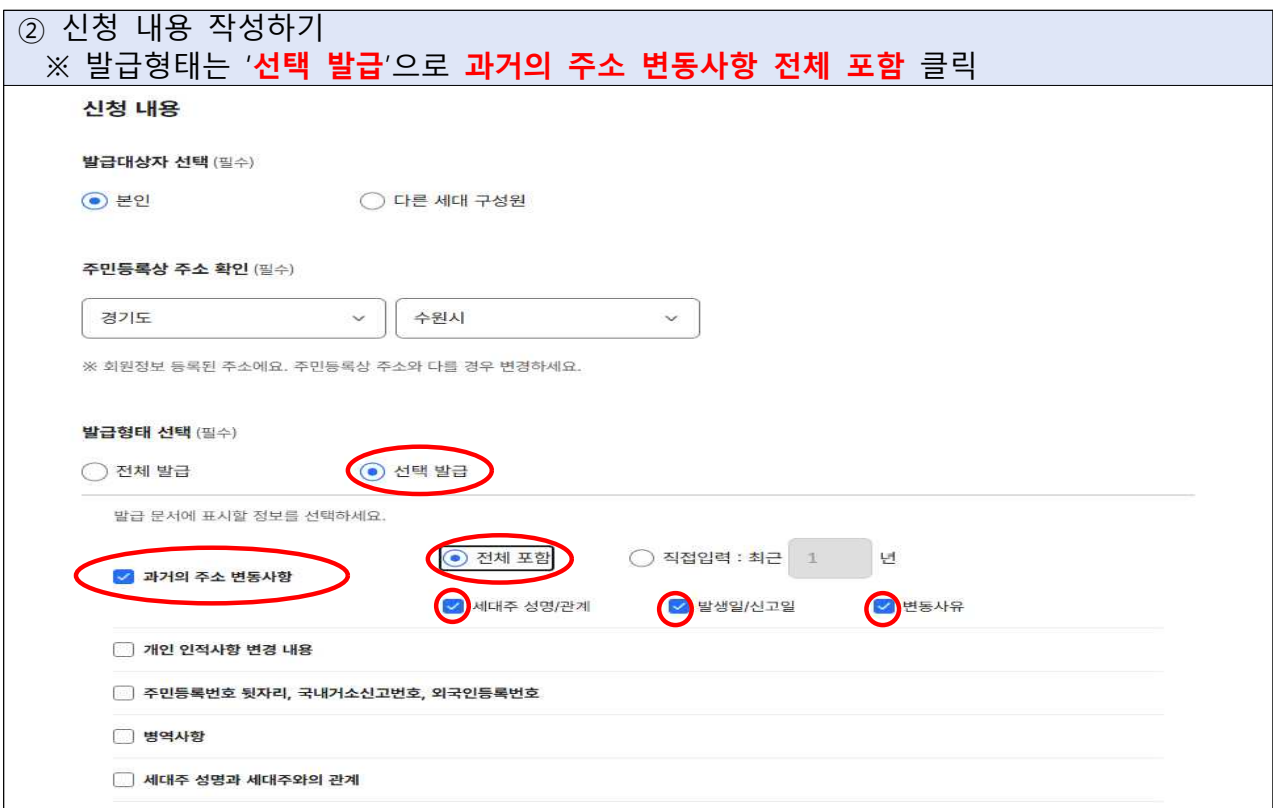 ② 신청 내용 작성하기
※ 발급형태는 '선택 발급'으로 과거의 주소 변동사항 전체 포함 클릭
신청 내용
발급대상자 선택 (필수)
본인 다른 세대 구성원
주민등록상 주소 확인 (필수)
경기도 수원시
※ 회원정보 등록된 주소에요. 주민등록상 주소와 다를 경우 변경하세요.
발급형태 선택 (필수)
전체 발급 선택 발급
발급 문서에 표시할 정보를 선택하세요.
전체 포함 직접입력 : 최근 1 년
과거의 주소 변동사항
세대주 성명/관계 발생일/신고일 변동사유
개인 인적사항 변경 내용
주민등록번호 뒷자리, 국내거소신고번호, 외국인등록번호
병역사항
세대주 성명과 세대주와의 관계